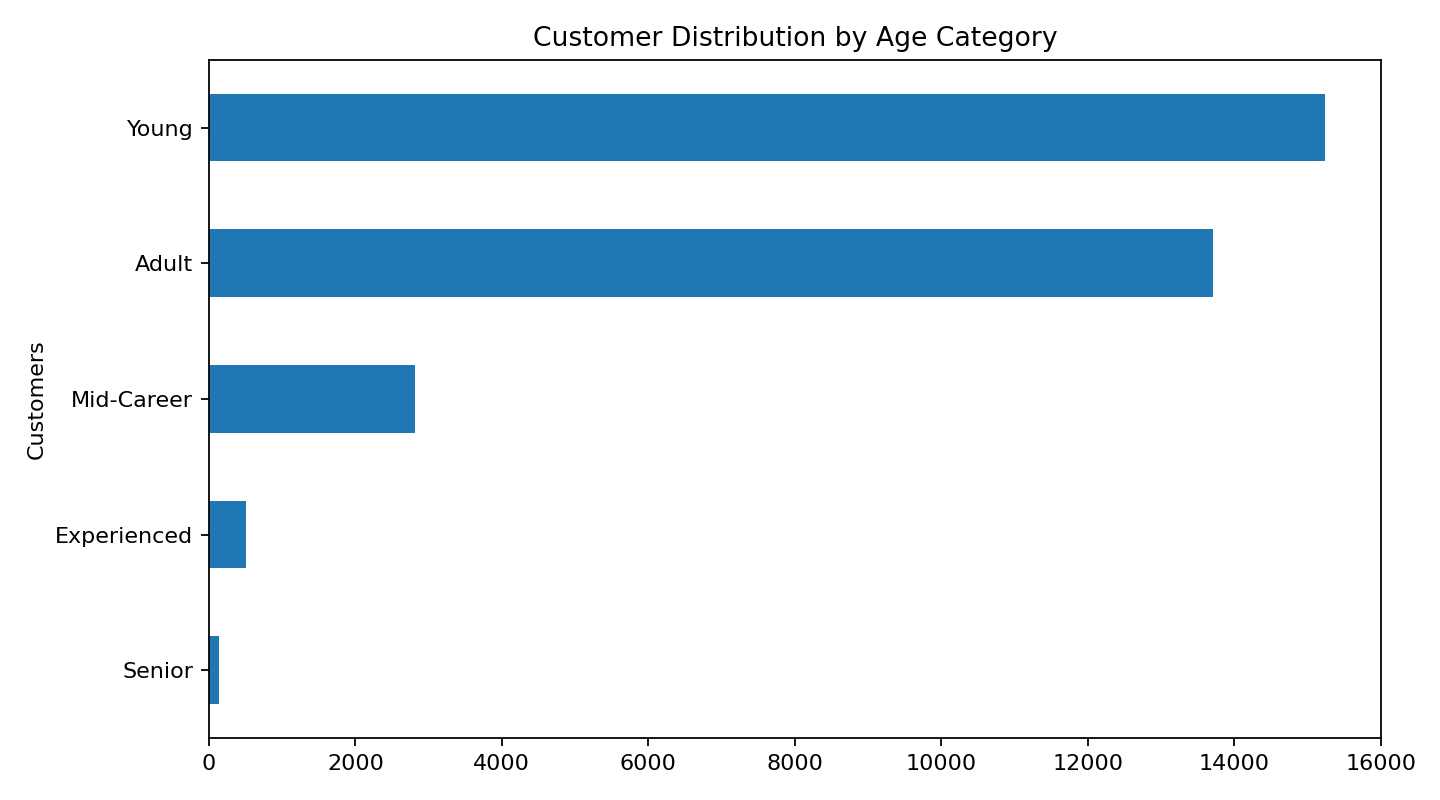 Customer Distribution by Age Category
Customers
Young
Adult
Mid-Career
Experienced
Senior
0 2000 4000 6000 8000 10000 12000 14000 16000